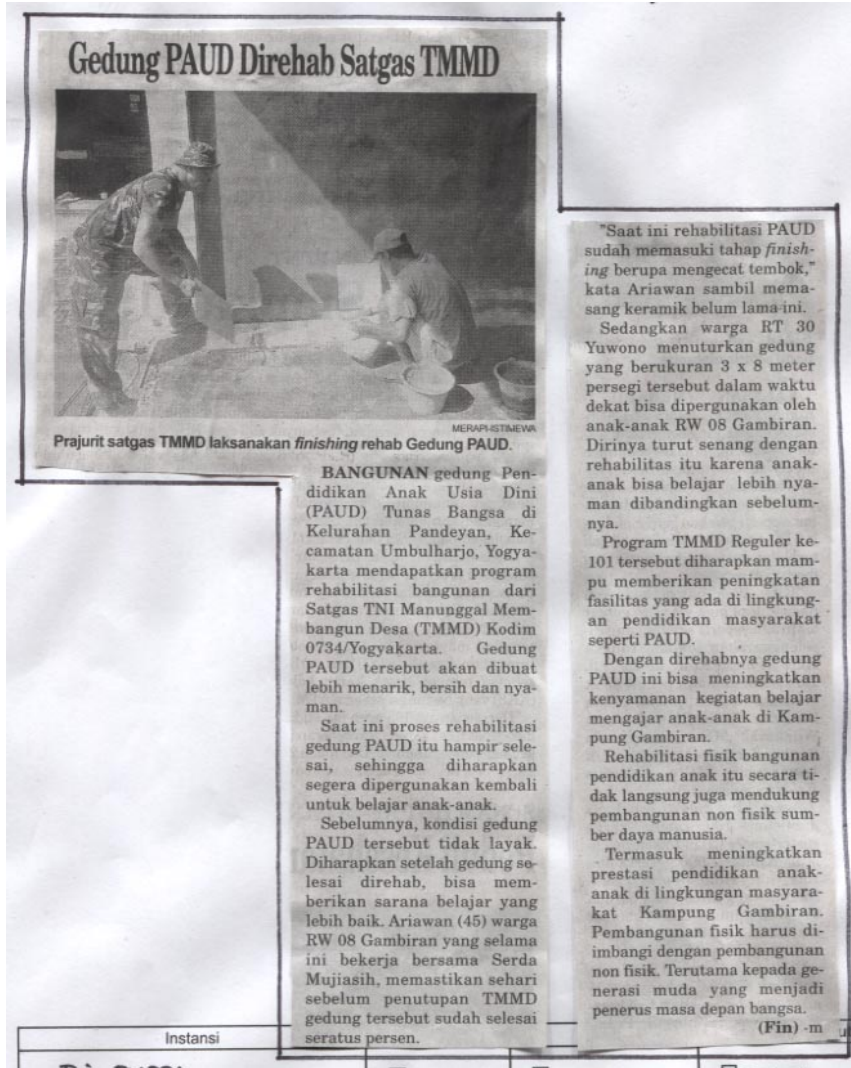 Gedung PAUD Direhab Satgas TMMD
MERAPI-ISTIMEWA
Prajurit satgas TMMD laksanakan finishing rehab Gedung PAUD.
BANGUNAN gedung Pen-
didikan Anak Usia Dini
(PAUD) Tunas Bangsa di
Kelurahan Pandeyan, Ke-
camatan Umbulharjo, Yogya-
karta mendapatkan program
rehabilitasi bangunan dari
Satgas TNI Manunggal Mem-
bangun Desa (TMMD) Kodim
0734/Yogyakarta. Gedung
PAUD tersebut akan dibuat
lebih menarik, bersih dan nya-
man.
Saat ini proses rehabilitasi
gedung PAUD itu hampir sele-
sai, sehingga diharapkan
segera dipergunakan kembali
untuk belajar anak-anak.
Sebelumnya, kondisi gedung
PAUD tersebut tidak layak.
Diharapkan setelah gedung se-
lesai direhab, bisa mem-
berikan sarana belajar yang
lebih baik. Ariawan (45) warga
RW 08 Gambiran yang selama
ini bekerja bersama Serda
Mujiasih, memastikan sehari
sebelum penutupan TMMD
gedung tersebut sudah selesai
seratus persen.
"Saat ini rehabilitasi PAUD
sudah memasuki tahap finish-
ing berupa mengecat tembok,"
kata Ariawan sambil mema-
sang keramik belum lama ini.
Sedangkan warga RT 30
Yuwono menuturkan gedung
yang berukuran 3 x 8 meter
persegi tersebut dalam waktu
dekat bisa dipergunakan oleh
anak-anak RW 08 Gambiran.
Dirinya turut senang dengan
rehabilitas itu karena anak-
anak bisa belajar lebih nya-
man dibandingkan sebelum-
nya.
Program TMMD Reguler ke-
101 tersebut diharapkan mam-
pu memberikan peningkatan
fasilitas yang ada di lingkung-
an pendidikan masyarakat
seperti PAUD.
Dengan direhabnya gedung
PAUD ini bisa meningkatkan
kenyamanan kegiatan belajar
mengajar anak-anak di Kam-
pung Gambiran.
Rehabilitasi fisik bangunan
pendidikan anak itu secara ti-
dak langsung juga mendukung
pembangunan non fisik sum-
ber daya manusia.
Termasuk meningkatkan
prestasi pendidikan anak-
anak di lingkungan masyara-
kat Kampung Gambiran.
Pembangunan fisik harus di-
imbangi dengan pembangunan
non fisik. Terutama kepada ge-
nerasi muda yang menjadi
penerus masa depan bangsa.
(Fin) -m
Instansi